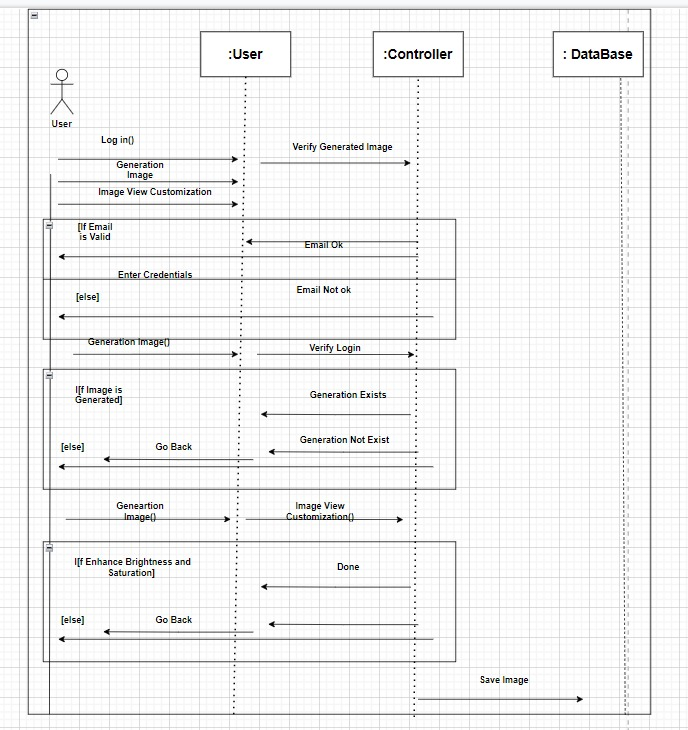 :User
:Controller
: DataBase
User
Log in()
Verify Generated Image
Generation
Image
Image View Customization
[If Email
is Valid
Email Ok
Enter Credentials
Email Not ok
[else]
Generation Image()
Verify Login
I[f Image is
Generated]
Generation Exists
Generation Not Exist
[else]
Go Back
Geneartion
Image()
Image View
Customization()
I[f Enhance Brightness and
Saturation]
Done
[else]
Go Back
Save Image